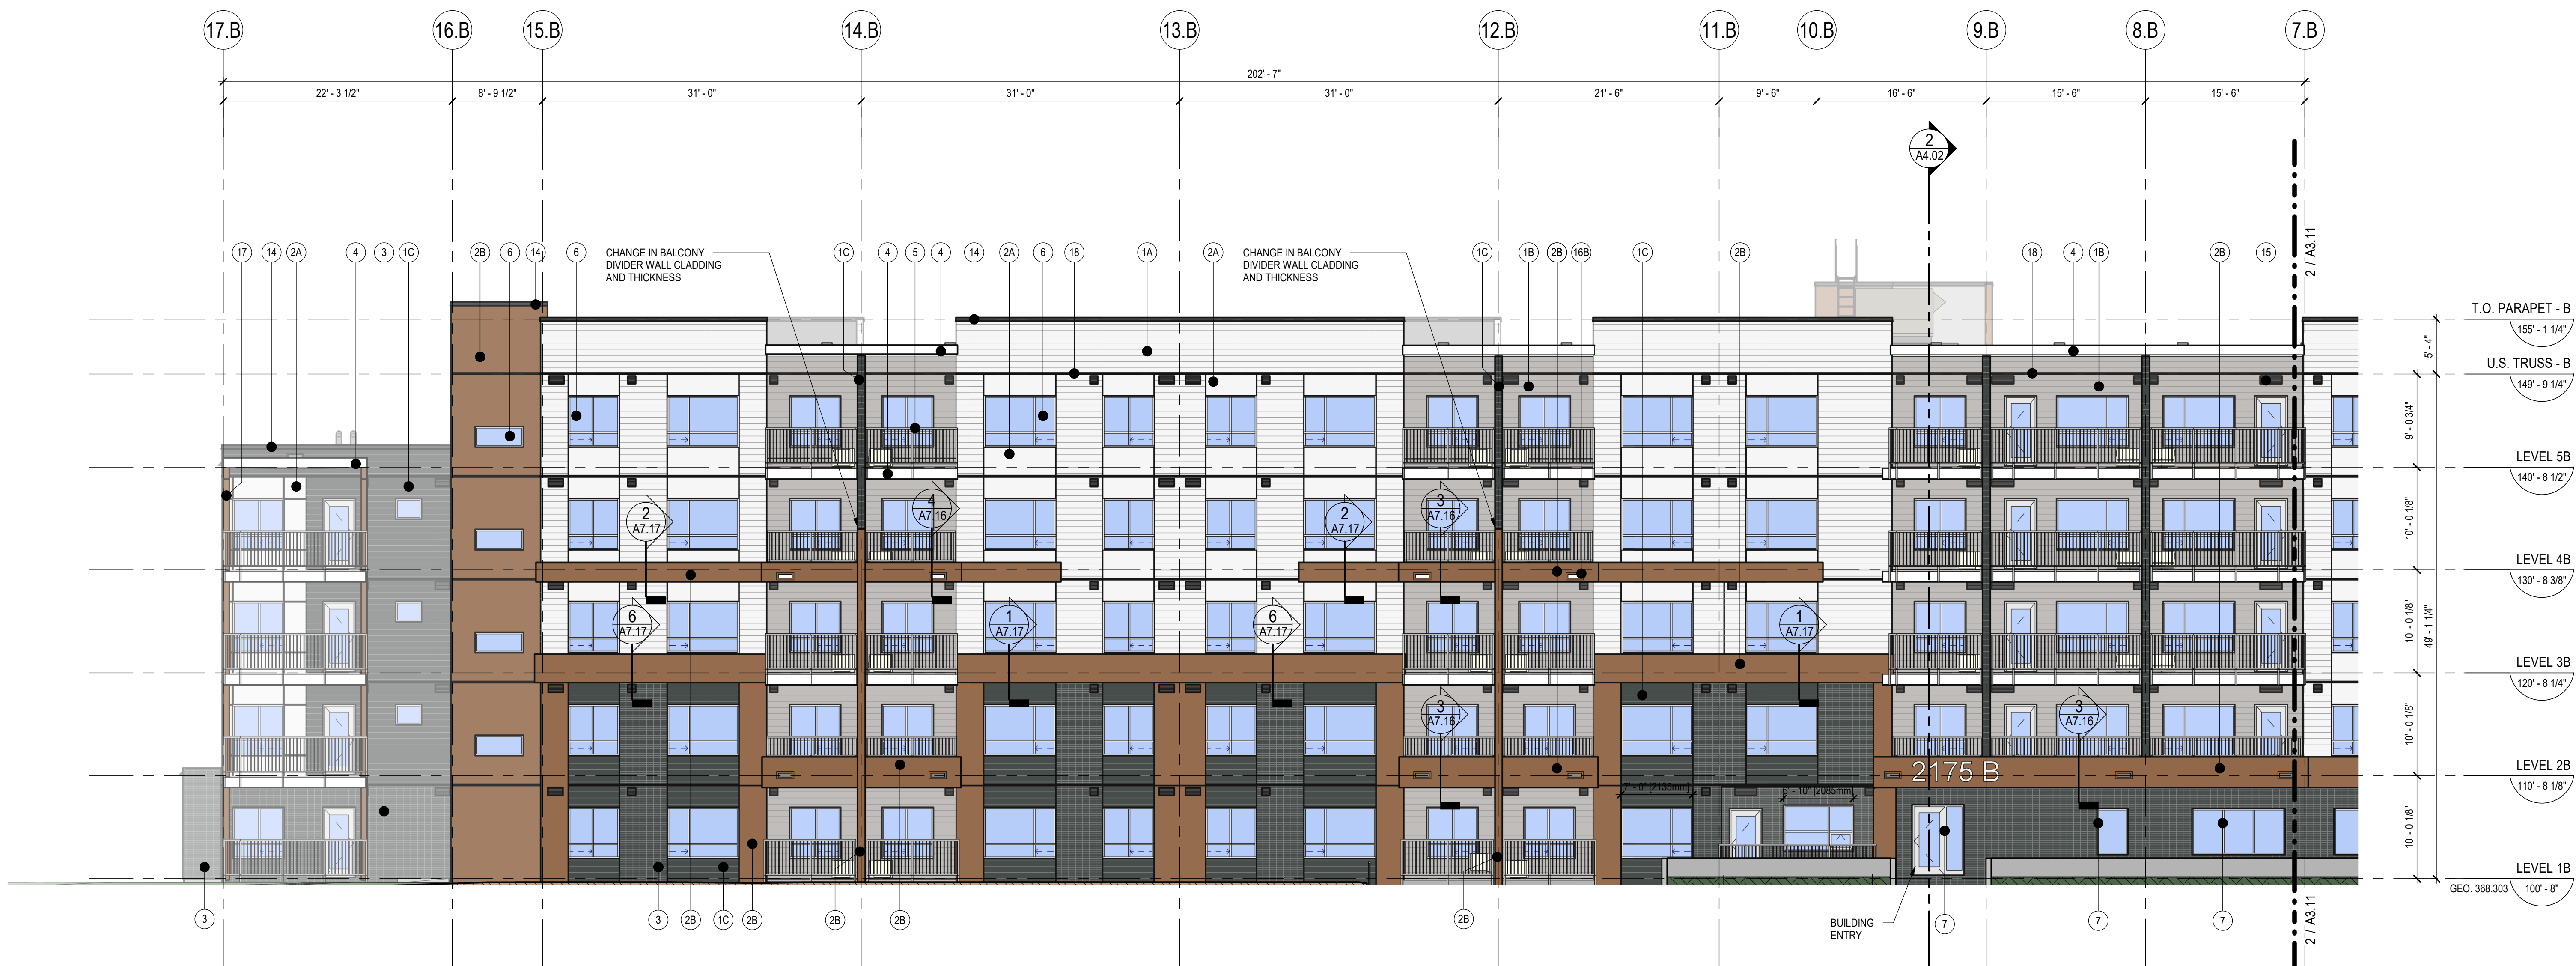 17.B 16.B 15.B 14.B 13.B 12.B 11.B 10.B 9.B 8.B 7.B
202' - 7"
22' - 3 1/2" 8' - 9 1/2" 31' - 0" 31' - 0" 31' - 0" 21' - 6" 9' - 6" 16' - 6" 15' - 6" 15' - 6"
2
A4.02
2 / A3.11
17 14 2A 4 3 1C 2B 6 14 6
CHANGE IN BALCONY
DIVIDER WALL CLADDING
AND THICKNESS
1C 4 5 4 14 2A 6 18 1A 2A
CHANGE IN BALCONY
DIVIDER WALL CLADDING
AND THICKNESS
1C 1B 2B 16B 1C 2B 18 4 1B 2B 15
T.O. PARAPET - B
155' - 1 1/4"
5' - 4"
U.S. TRUSS - B
149' - 9 1/4"
9' - 0 3/4"
LEVEL 5B
140' - 8 1/2"
10' - 0 1/8"
LEVEL 4B
130' - 8 3/8"
10' - 0 1/8"
49' - 1 1/4"
LEVEL 3B
120' - 8 1/4"
10' - 0 1/8"
LEVEL 2B
110' - 8 1/8"
10' - 0 1/8"
LEVEL 1B
GEO. 368.303 100' - 8"
2
A7.17
4
A7.16
2
A7.17
3
A7.16
6
A7.17
1
A7.17
6
A7.17
1
A7.17
3
A7.16
3
A7.16
2175 B
7' - 0" [2135mm]
6' - 10" [2085mm]
3 3 2B 1C 2B 2B 2B 2B
BUILDING
ENTRY
7 7 7
2 / A3.11